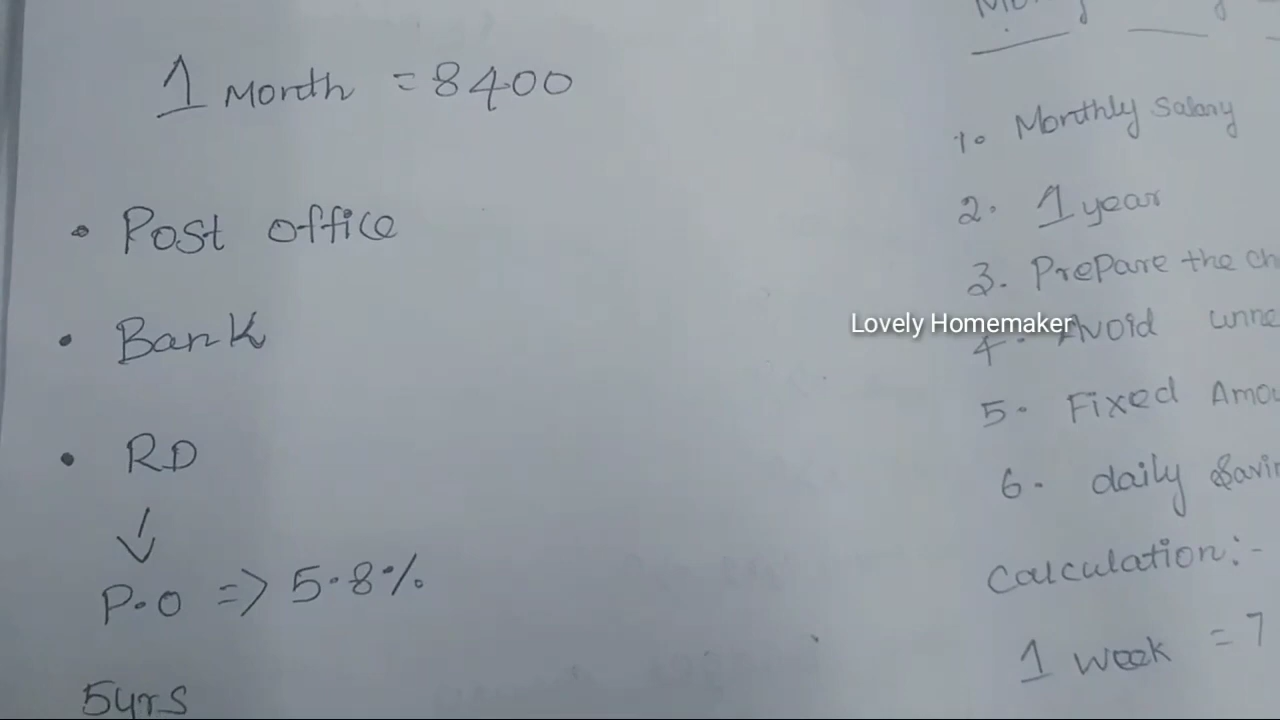 1 Month = 8400
• Post office
• Bank
• RD
↓
P.O => 5.8%
5yrs
1. Monthly Salary
2. 1 year
3. Prepare the
Lovely Homemaker
4. Avoid
5. Fixed
6. daily
Calculation:-
1 week = 7